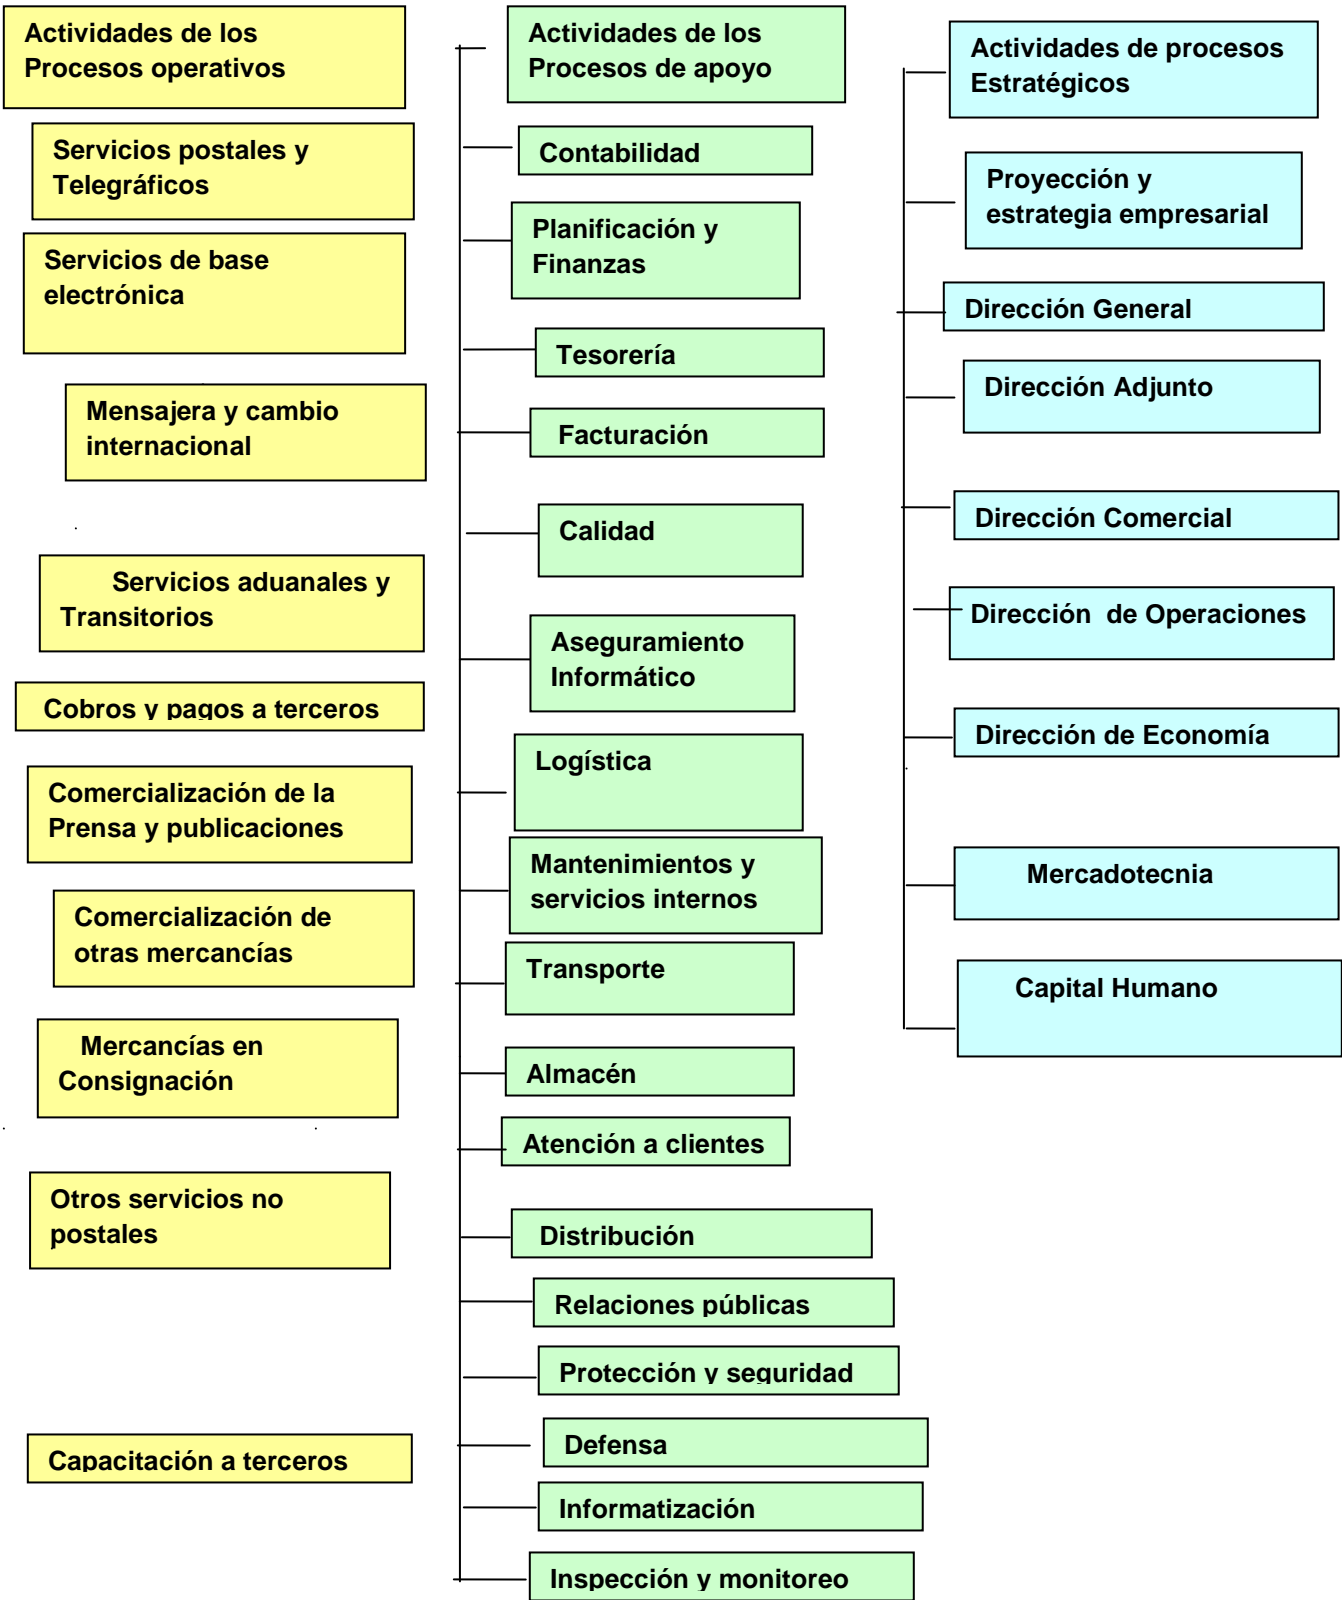 Actividades de los
Procesos operativos
Servicios postales y
Telegráficos
Servicios de base
electrónica
Mensajera y cambio
internacional
Servicios aduanales y
Transitorios
Cobros y pagos a terceros
Comercialización de la
Prensa y publicaciones
Comercialización de
otras mercancías
Mercancías en
Consignación
Otros servicios no
postales
Capacitación a terceros
Actividades de los
Procesos de apoyo
Contabilidad
Planificación y
Finanzas
Tesorería
Facturación
Calidad
Aseguramiento
Informático
Logística
Mantenimientos y
servicios internos
Transporte
Almacén
Atención a clientes
Distribución
Relaciones públicas
Protección y seguridad
Defensa
Informatización
Inspección y monitoreo
Actividades de procesos
Estratégicos
Proyección y
estrategia empresarial
Dirección General
Dirección Adjunto
Dirección Comercial
Dirección de Operaciones
Dirección de Economía
Mercadotecnia
Capital Humano